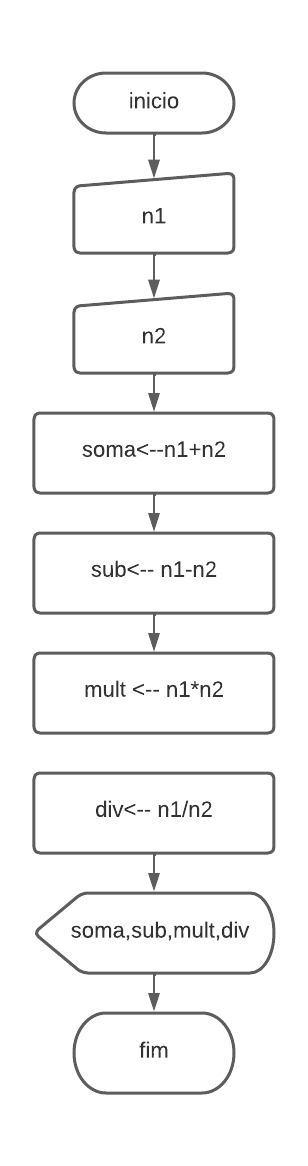 inicio
n1
n2
soma<--n1+n2
sub<-- n1-n2
mult <-- n1*n2
div<-- n1/n2
soma,sub,mult,div
fim